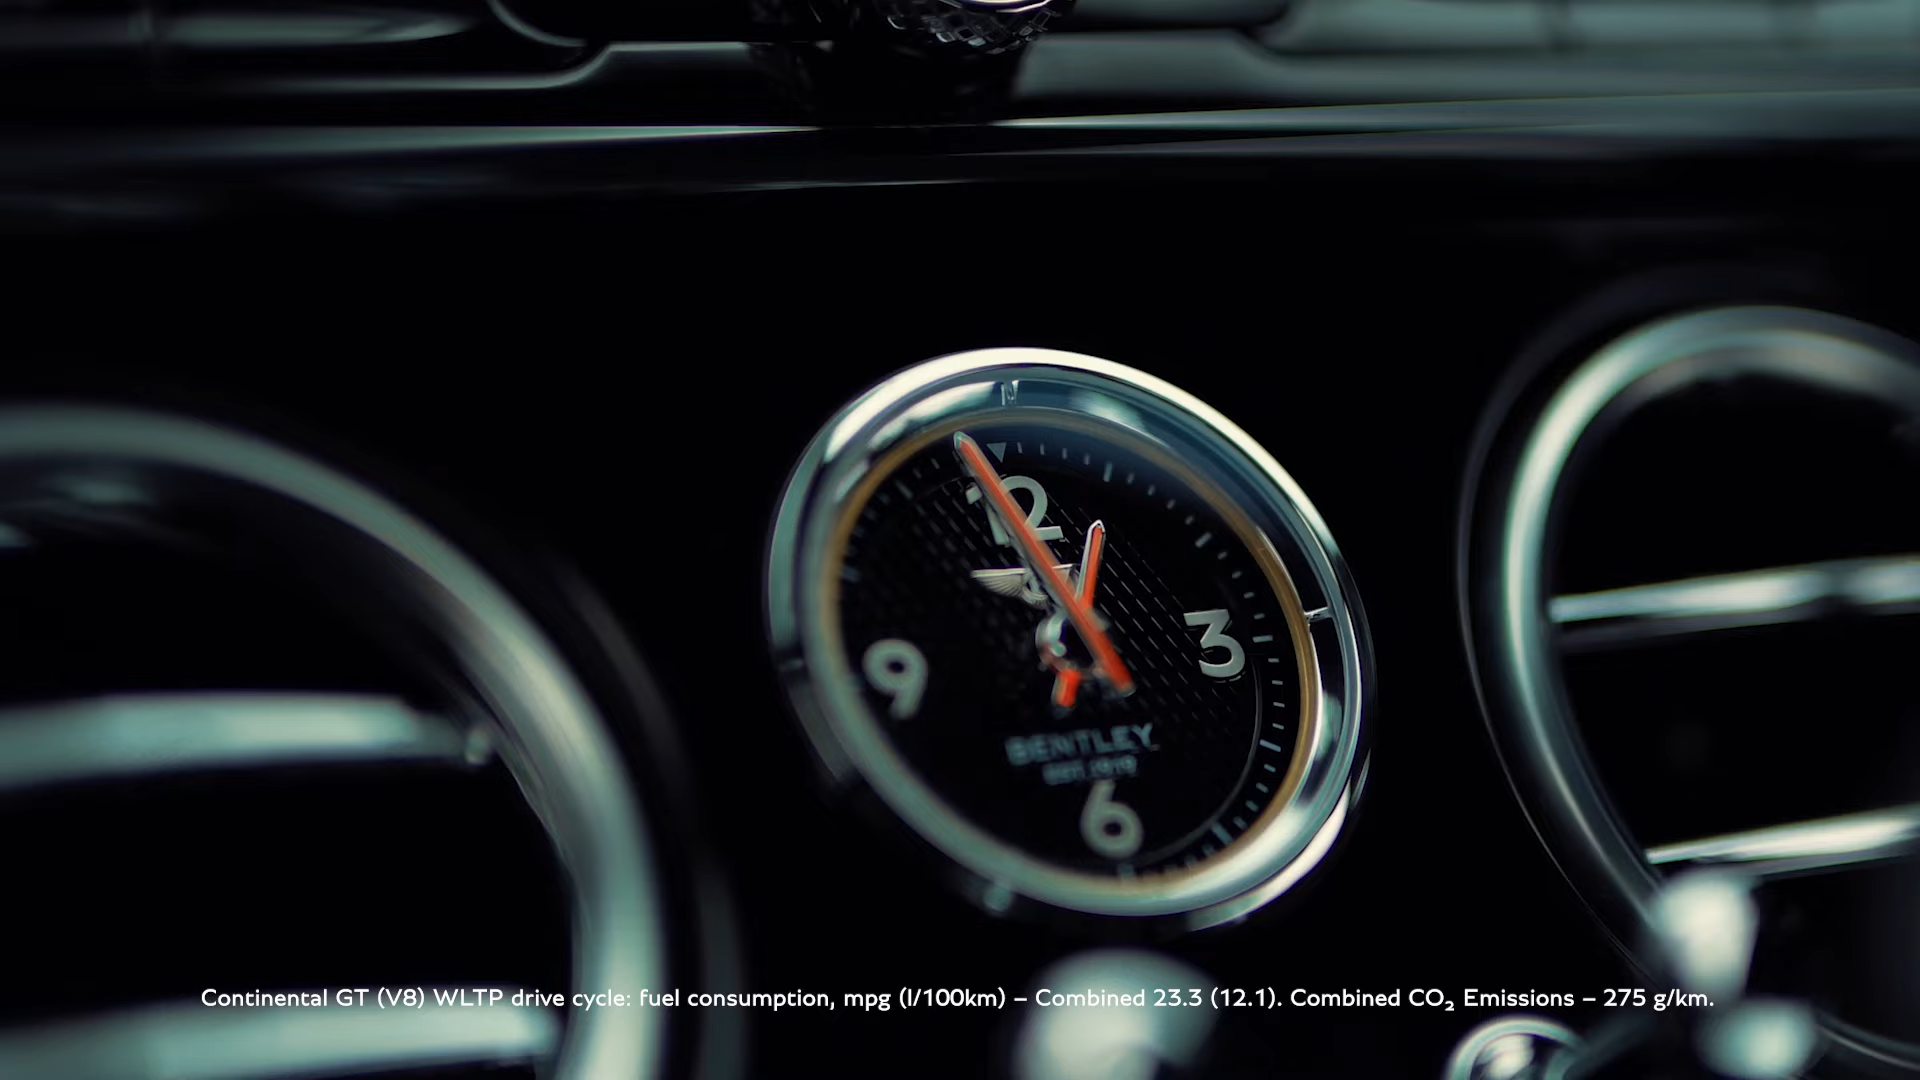 12
3
9
BENTLEY
6
Continental GT (V8) WLTP drive cycle: fuel consumption, mpg (l/100km) – Combined 23.3 (12.1). Combined CO₂ Emissions – 275 g/km.